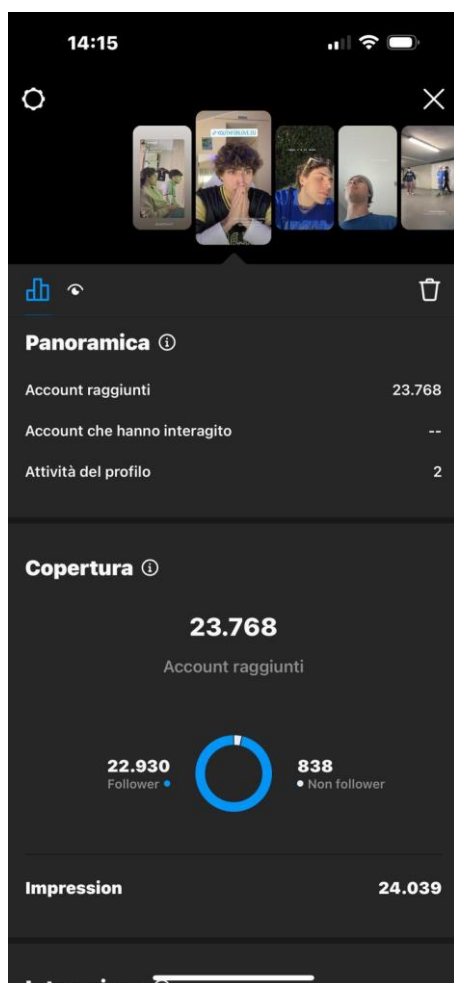 14:15
Panoramica
Account raggiunti 23.768
Account che hanno interagito --
Attività del profilo 2
Copertura
23.768
Account raggiunti
22.930
Follower
838
Non follower
Impression 24.039